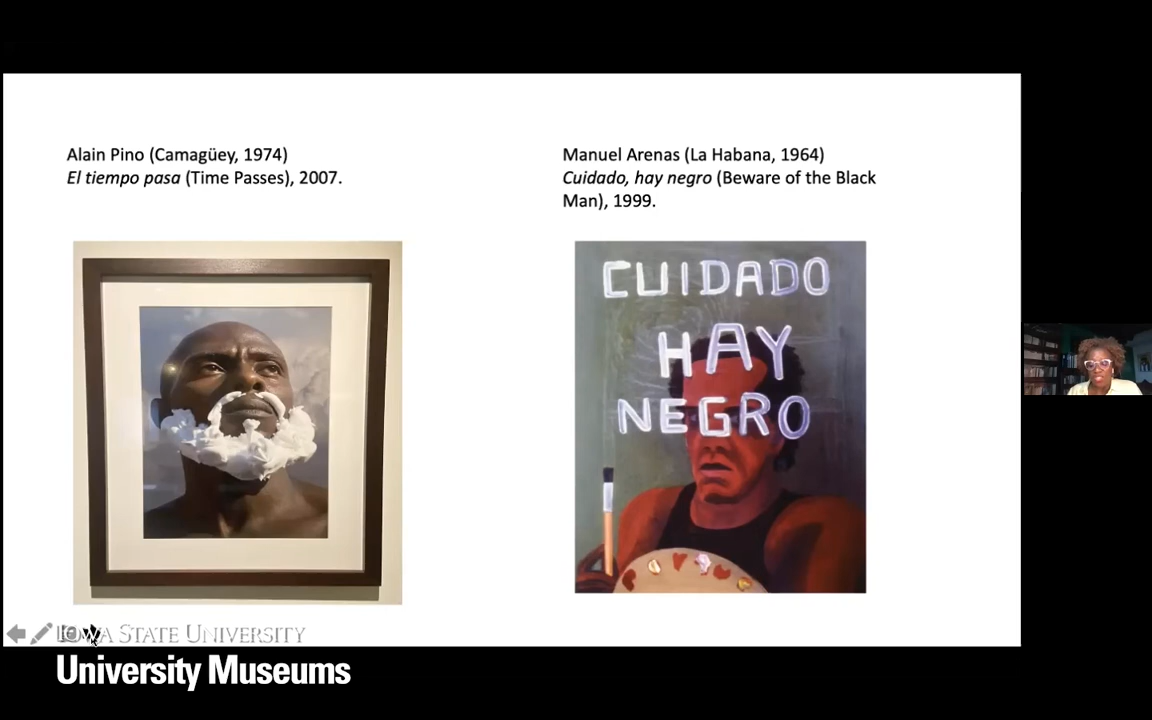 Alain Pino (Camagüey, 1974)
El tiempo pasa (Time Passes), 2007.
Manuel Arenas (La Habana, 1964)
Cuidado, hay negro (Beware of the Black
Man), 1999.
CUIDADO
HAY
NEGRO
IOWA STATE UNIVERSITY
University Museums